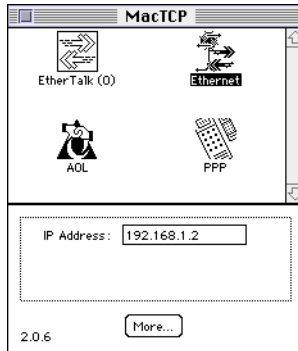 MacTCP
EtherTalk (0)
Ethernet
AOL
PPP
IP Address: 192.168.1.2
More...
2.0.6